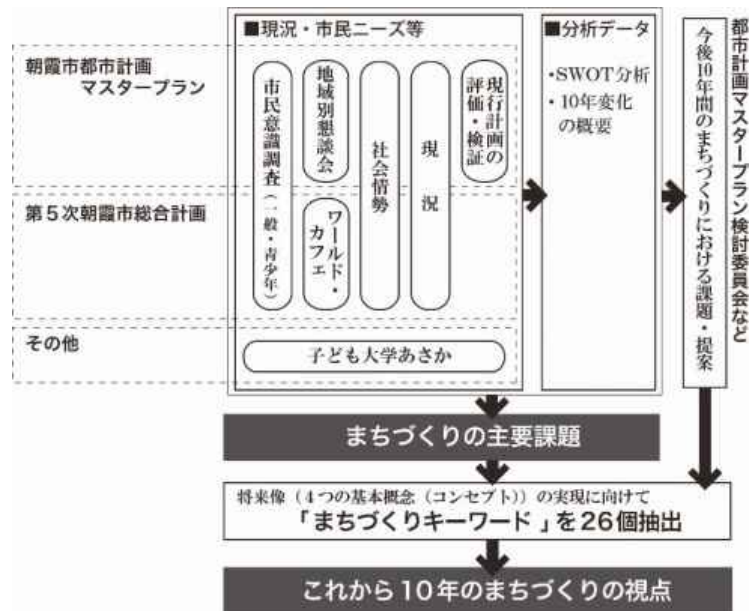 ■現況・市民ニーズ等
■分析データ
朝霞市都市計画
マスタープラン
第5次朝霞市総合計画
その他
市民意識調査（一般・青少年）
地域別懇談会
ワールド・
カフェ
社会情勢
現況
現行計画の
評価・検証
子ども大学あさか
・SWOT分析
・10年変化
の概要
今後10年間のまちづくりにおける課題・提案
都市計画マスタープラン検討委員会など
まちづくりの主要課題
将来像（4つの基本概念（コンセプト））の実現に向けて
「まちづくりキーワード」を26個抽出
これから10年のまちづくりの視点